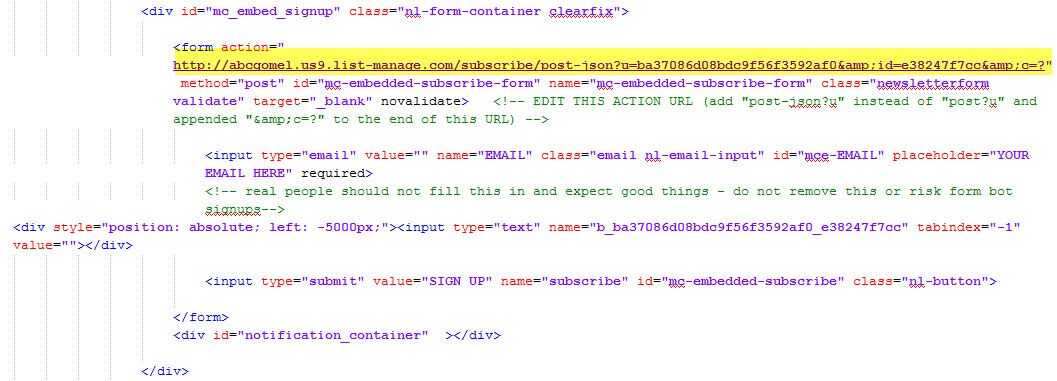 <div id="mc_embed_signup" class="nl-form-container clearfix">
<form action="
http://abcgomel.us9.list-manage.com/subscribe/post-json?u=ba37086d08bdc9f56f3592af0&amp;id=e38247f7cc&amp;c=?"
method="post" id="mc-embedded-subscribe-form" name="mc-embedded-subscribe-form" class="newsletterform
validate" target="_blank" novalidate> <!-- EDIT THIS ACTION URL (add "post-json?u" instead of "post?u" and
appended "&amp;c=?" to the end of this URL) -->
<input type="email" value="" name="EMAIL" class="email nl-email-input" id="mce-EMAIL" placeholder="YOUR
EMAIL HERE" required>
<!-- real people should not fill this in and expect good things - do not remove this or risk form bot
signups-->
<div style="position: absolute; left: -5000px;"><input type="text" name="b_ba37086d08bdc9f56f3592af0_e38247f7cc" tabindex="-1"
value=""></div>
<input type="submit" value="SIGN UP" name="subscribe" id="mc-embedded-subscribe" class="nl-button">
</form>
<div id="notification_container" ></div>
</div>